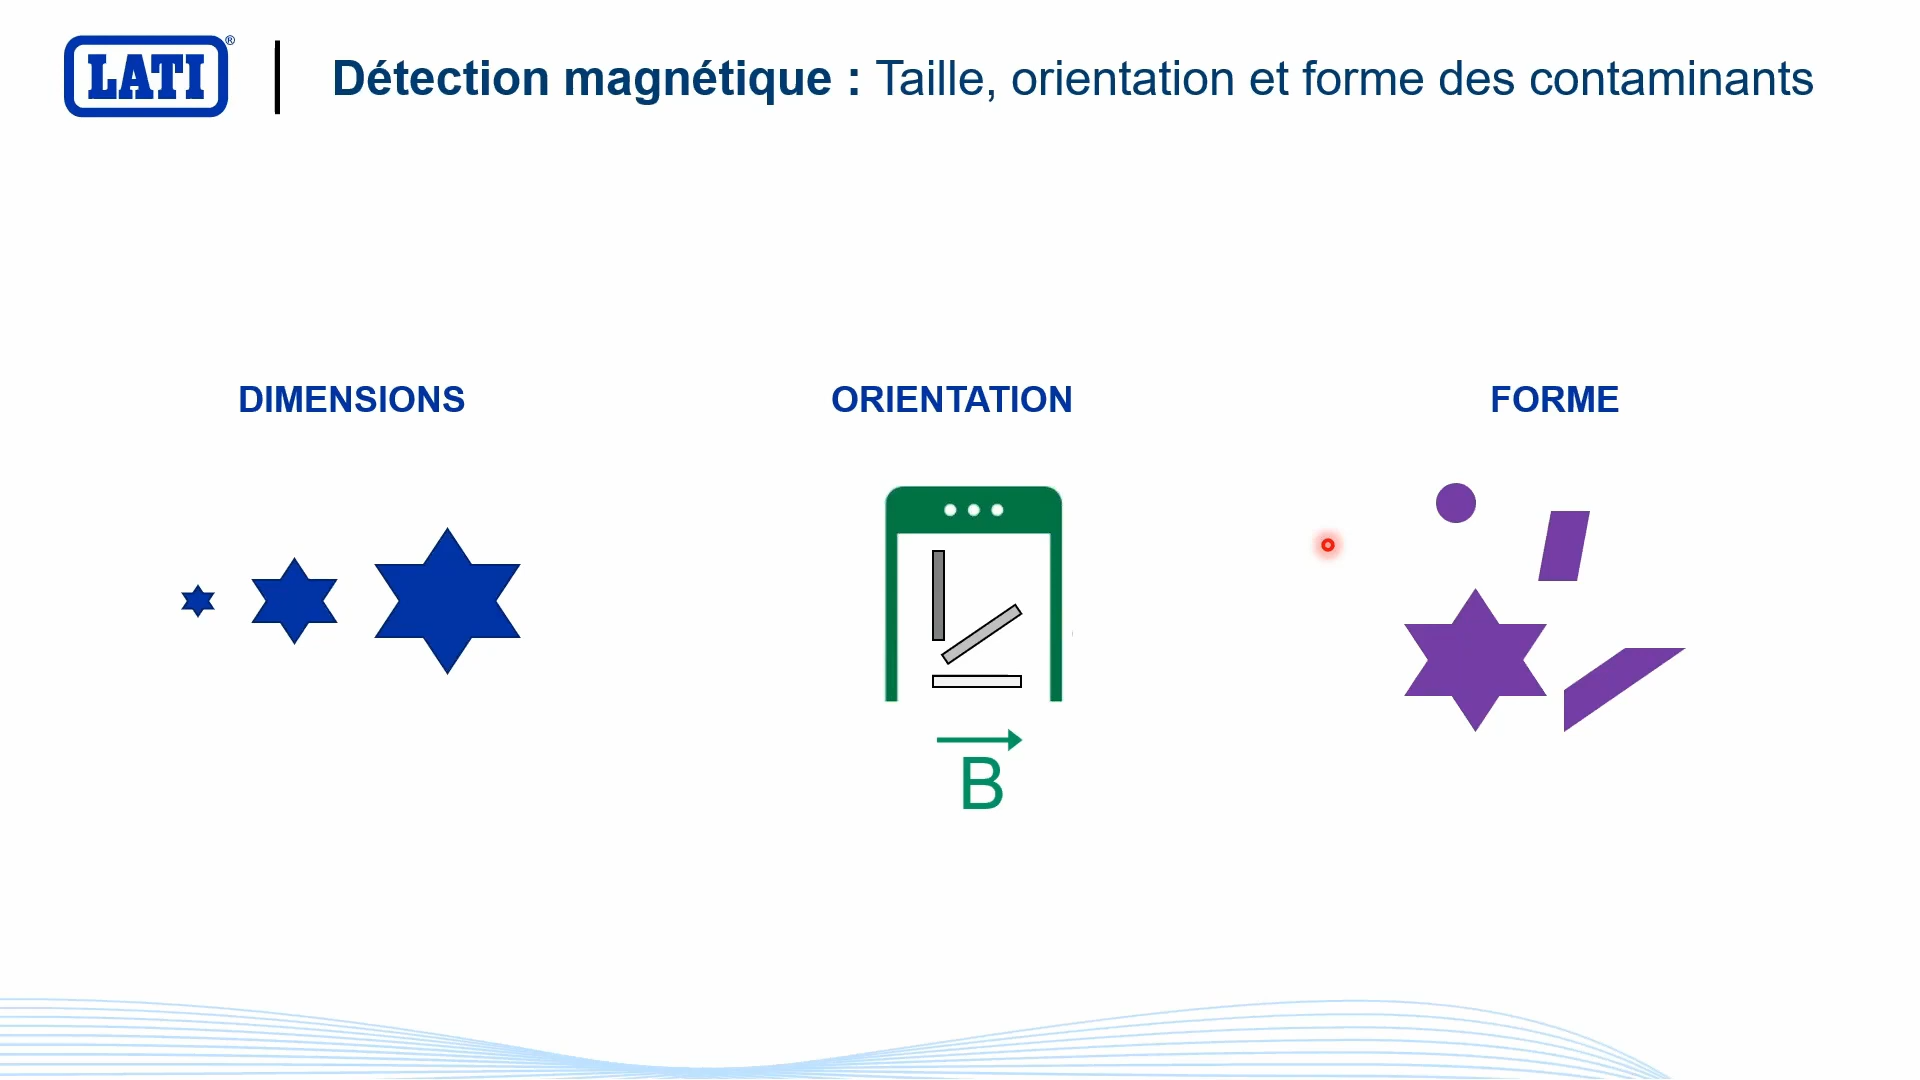 LATI®
Détection magnétique : Taille, orientation et forme des contaminants
DIMENSIONS
ORIENTATION
FORME
B